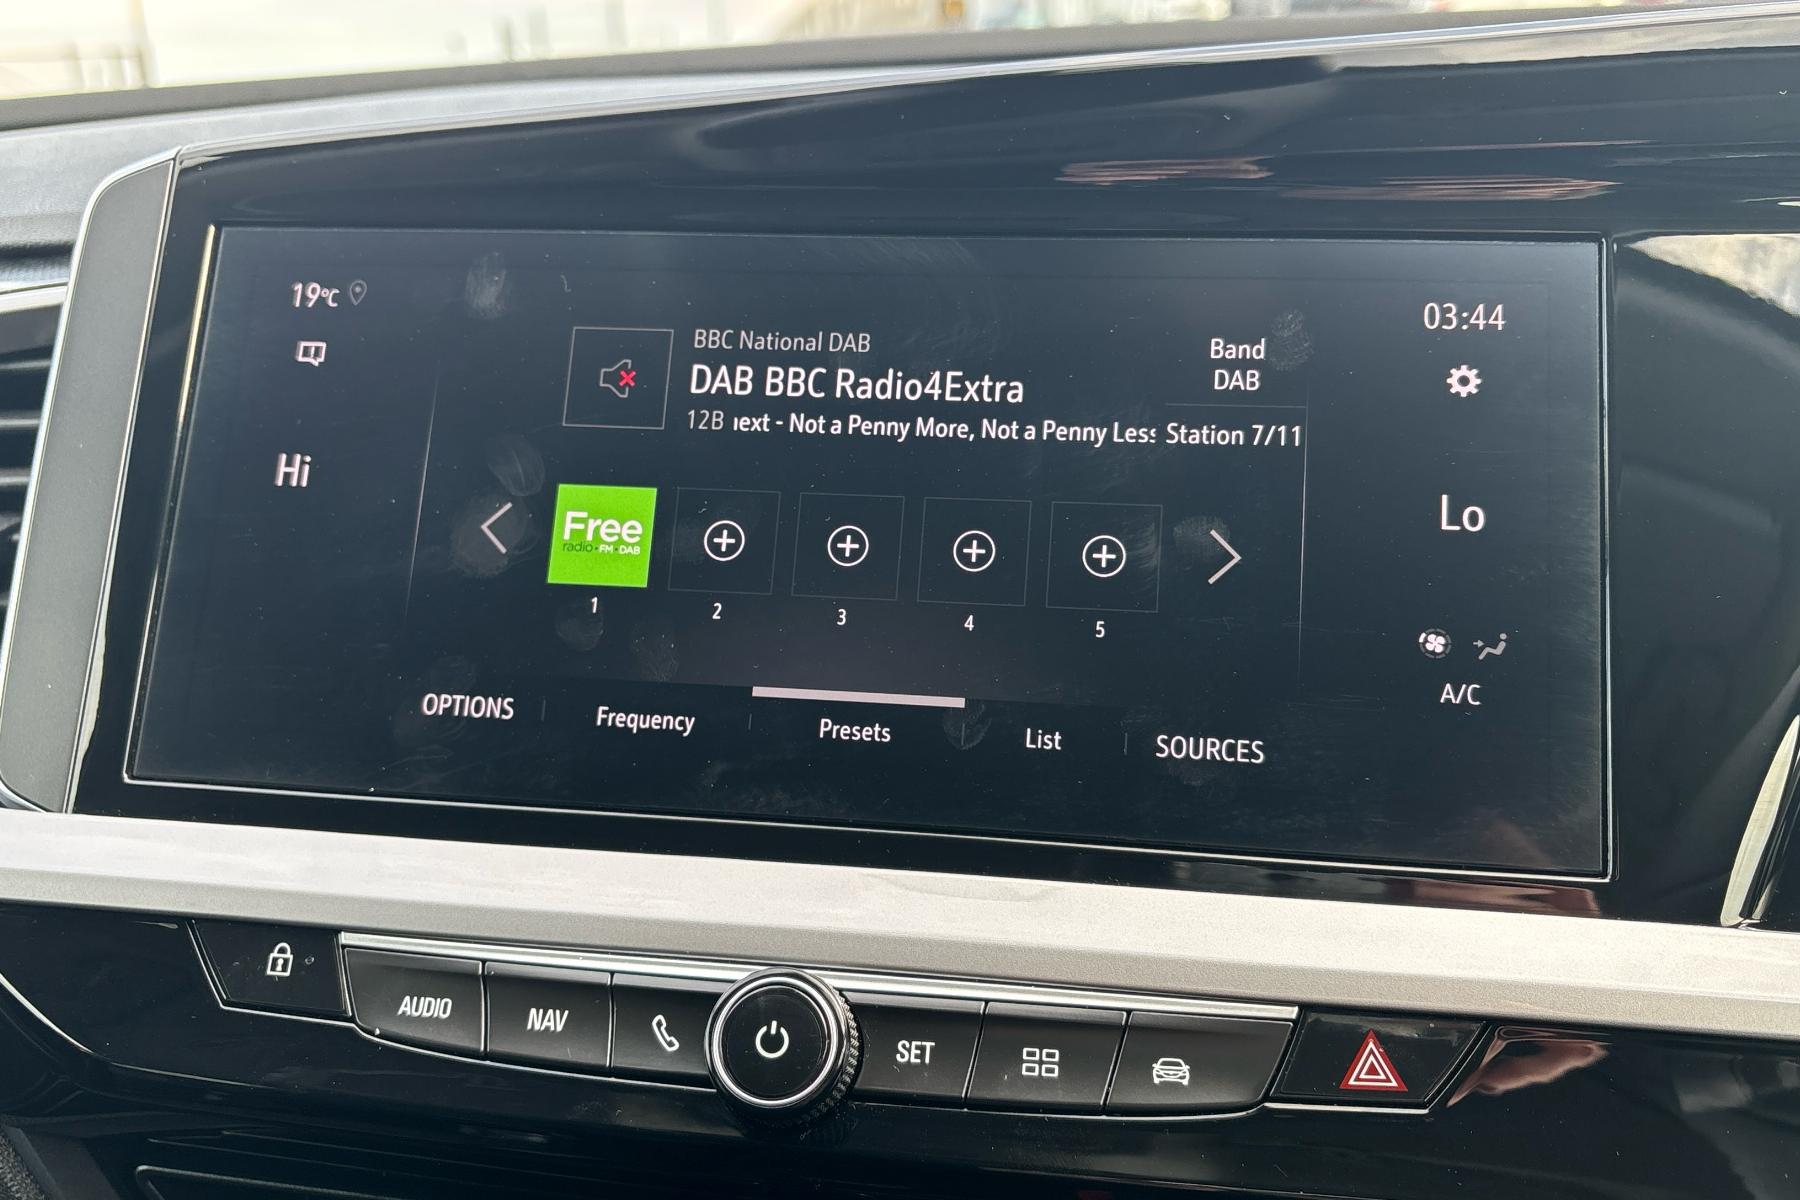 19°C
03:44
BBC National DAB
DAB BBC Radio4Extra
12B ext - Not a Penny More, Not a Penny Less
Band
DAB
Station 7/11
Hi
Lo
Free
radio·FM·DAB
1
2
3
4
5
A/C
OPTIONS
Frequency
Presets
List
SOURCES
AUDIO
NAV
SET